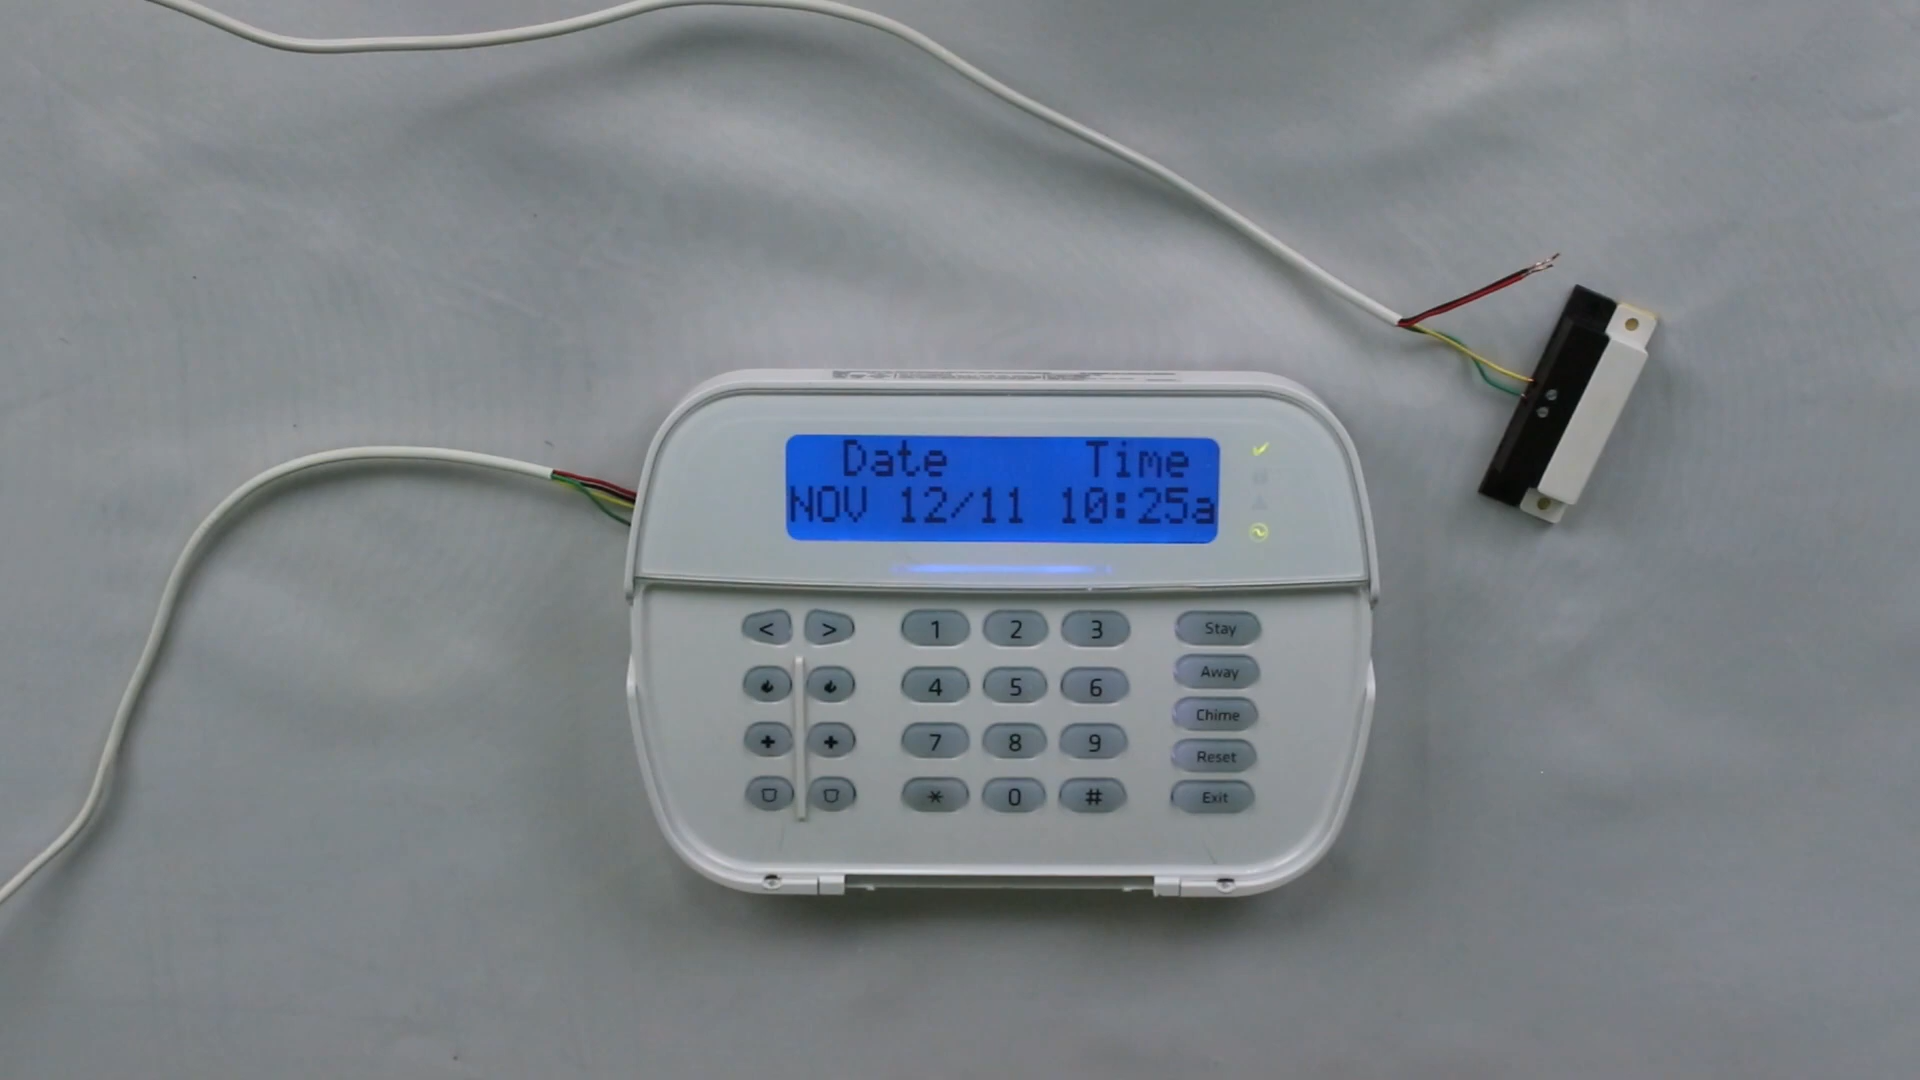 Date Time
NOV 12/11 10:25a
< > 1 2 3 Stay
4 5 6 Away
Chime
7 8 9
Reset
* 0 # Exit